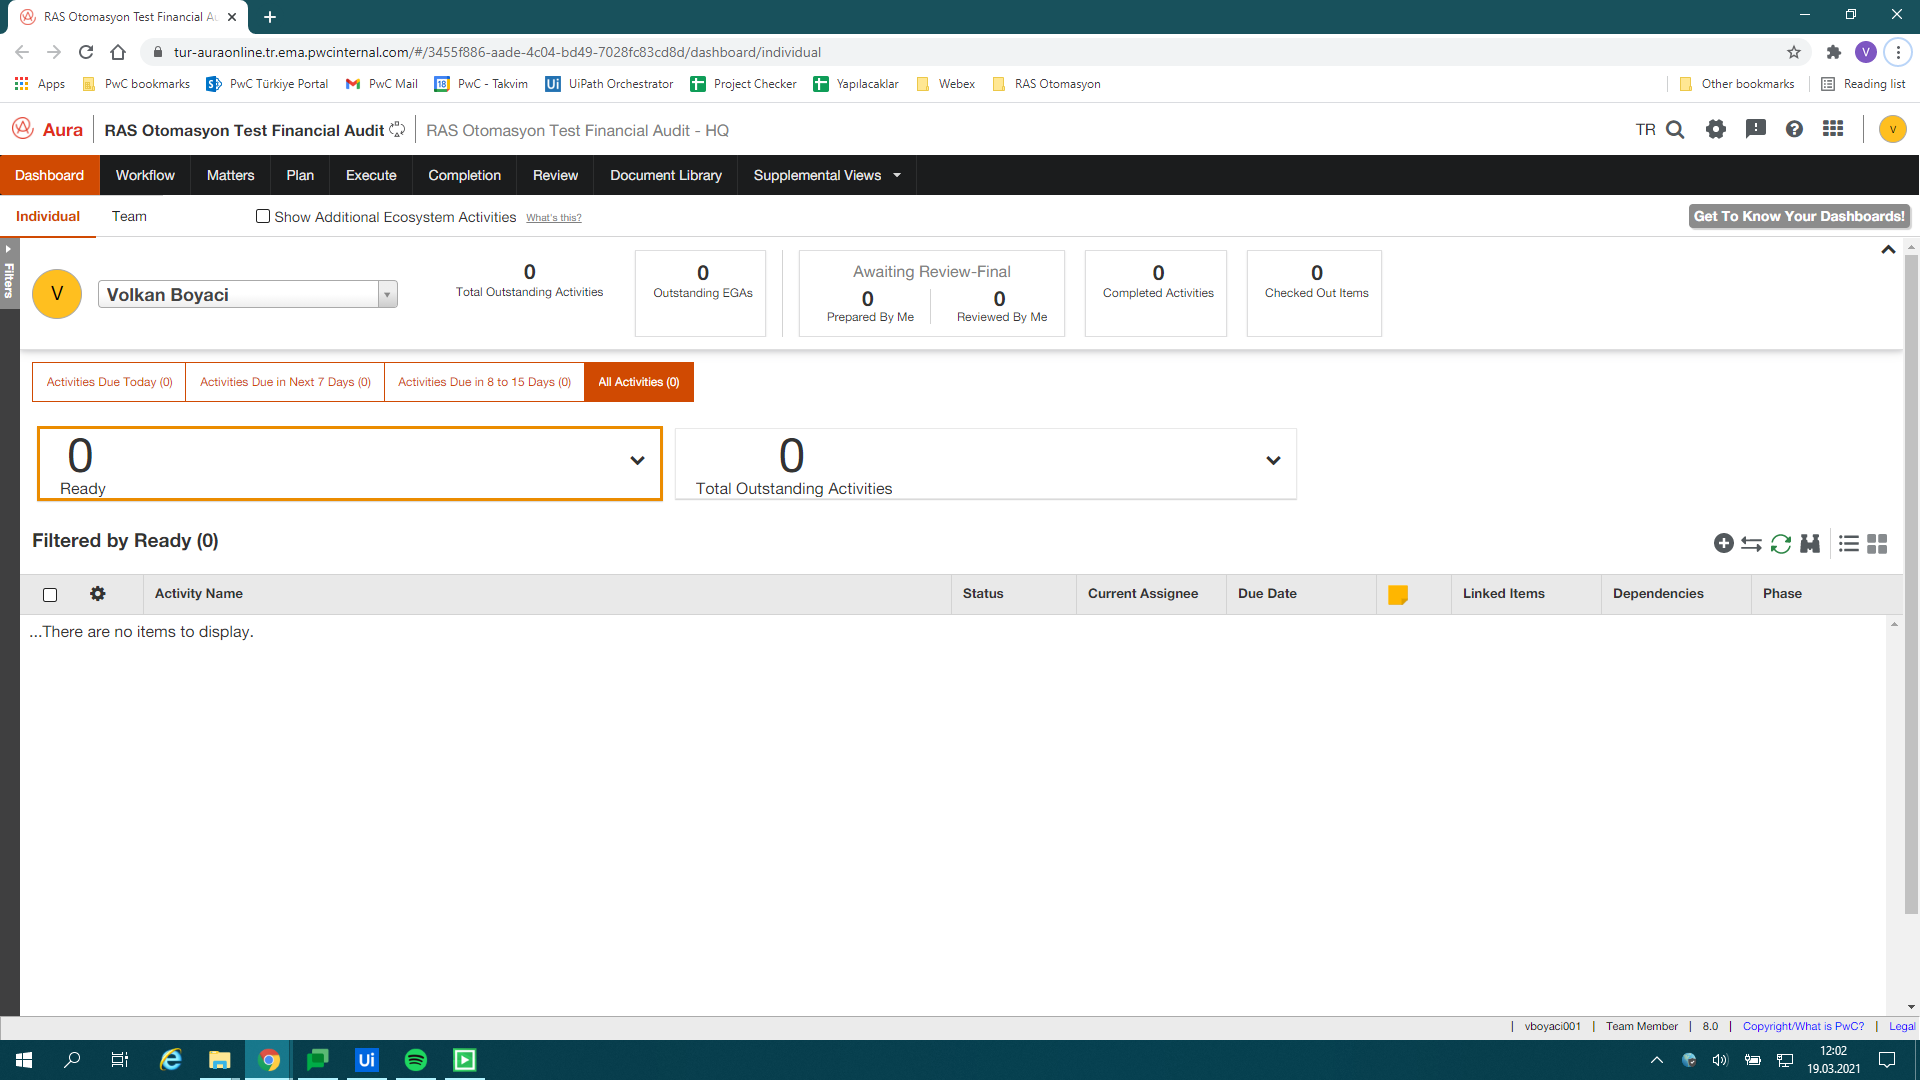 RAS Otomasyon Test Financial Au
tur-auraonline.tr.ema.pwcinternal.com/#/3455f886-aade-4c04-bd49-7028fc83cd8d/dashboard/individual
V
Apps
PwC bookmarks
PwC Türkiye Portal
PwC Mail
18
PwC - Takvim
Ui
UiPath Orchestrator
Project Checker
Yapılacaklar
Webex
RAS Otomasyon
Other bookmarks
Reading list
Aura
RAS Otomasyon Test Financial Audit
RAS Otomasyon Test Financial Audit - HQ
TR
V
Dashboard
Workflow
Matters
Plan
Execute
Completion
Review
Document Library
Supplemental Views
Individual
Team
Show Additional Ecosystem Activities
What's this?
Get To Know Your Dashboards!
Filters
V
Volkan Boyaci
0
Total Outstanding Activities
0
Outstanding EGAs
Awaiting Review-Final
0
Prepared By Me
0
Reviewed By Me
0
Completed Activities
0
Checked Out Items
Activities Due Today (0)
Activities Due in Next 7 Days (0)
Activities Due in 8 to 15 Days (0)
All Activities (0)
0
Ready
0
Total Outstanding Activities
Filtered by Ready (0)
Activity Name
Status
Current Assignee
Due Date
Linked Items
Dependencies
Phase
...There are no items to display.
vboyaci001
Team Member
8.0
Copyright/What is PwC?
Legal
Ui
12:02
19.03.2021